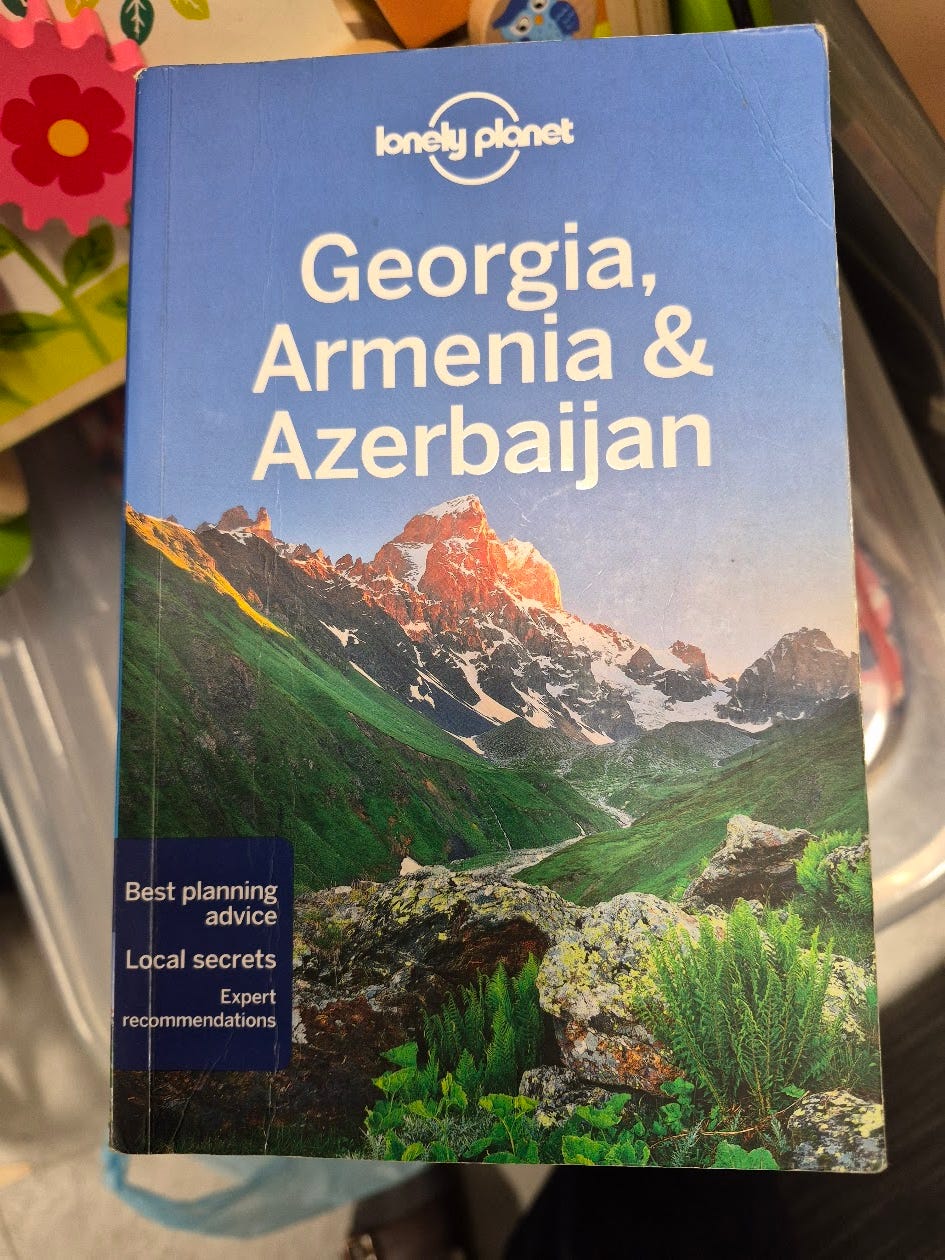 lonely planet
Georgia,
Armenia &
Azerbaijan
Best planning
advice
Local secrets
Expert
recommendations